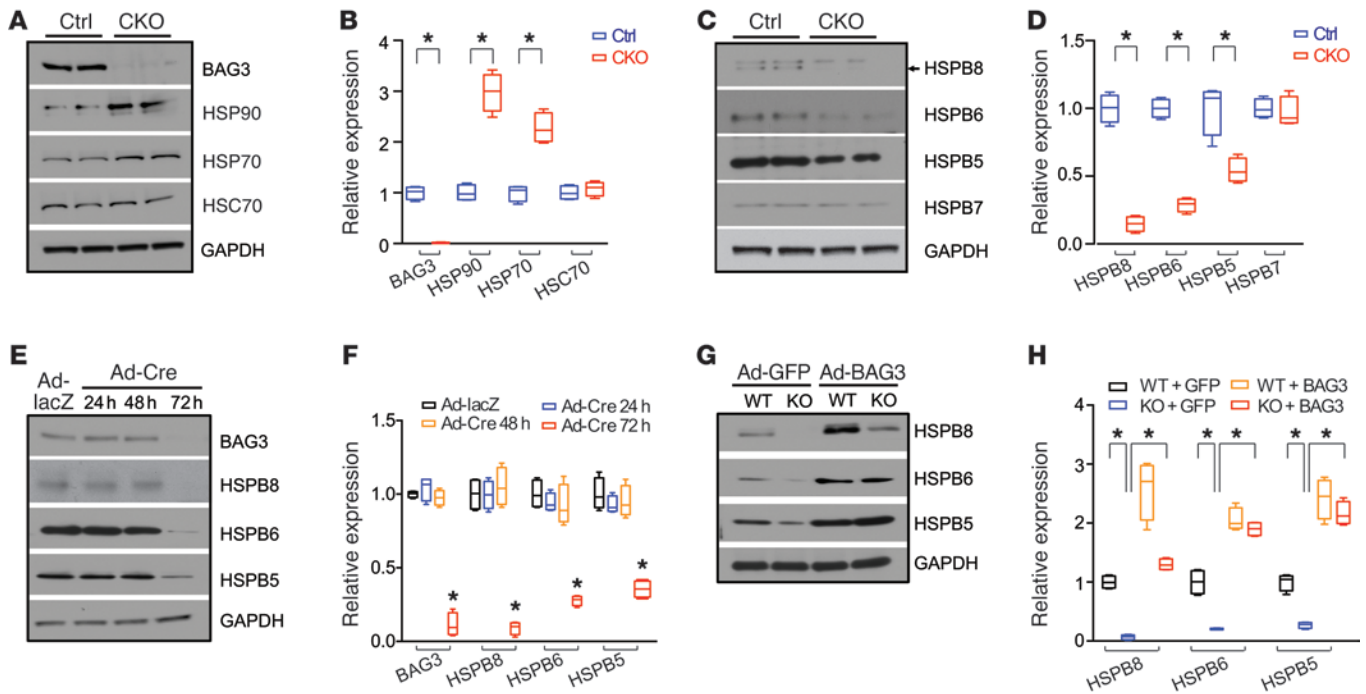 A
Ctrl CKO
BAG3
HSP90
HSP70
HSC70
GAPDH
B
Relative expression
4
3
2
1
0
* * *
Ctrl
CKO
BAG3 HSP90 HSP70 HSC70
C
Ctrl CKO
HSPB8
HSPB6
HSPB5
HSPB7
GAPDH
D
Relative expression
1.5
1.0
0.5
0.0
* * *
Ctrl
CKO
HSPB8 HSPB6 HSPB5 HSPB7
E
Ad-lacZ
Ad-Cre
24 h 48 h 72 h
BAG3
HSPB8
HSPB6
HSPB5
GAPDH
F
Relative expression
1.5
1.0
0.5
0.0
Ad-lacZ Ad-Cre 24 h
Ad-Cre 48 h Ad-Cre 72 h
* * * *
BAG3 HSPB8 HSPB6 HSPB5
G
Ad-GFP Ad-BAG3
WT KO WT KO
HSPB8
HSPB6
HSPB5
GAPDH
H
WT + GFP WT + BAG3
KO + GFP KO + BAG3
Relative expression
4
3
2
1
0
* * * * * *
HSPB8 HSPB6 HSPB5